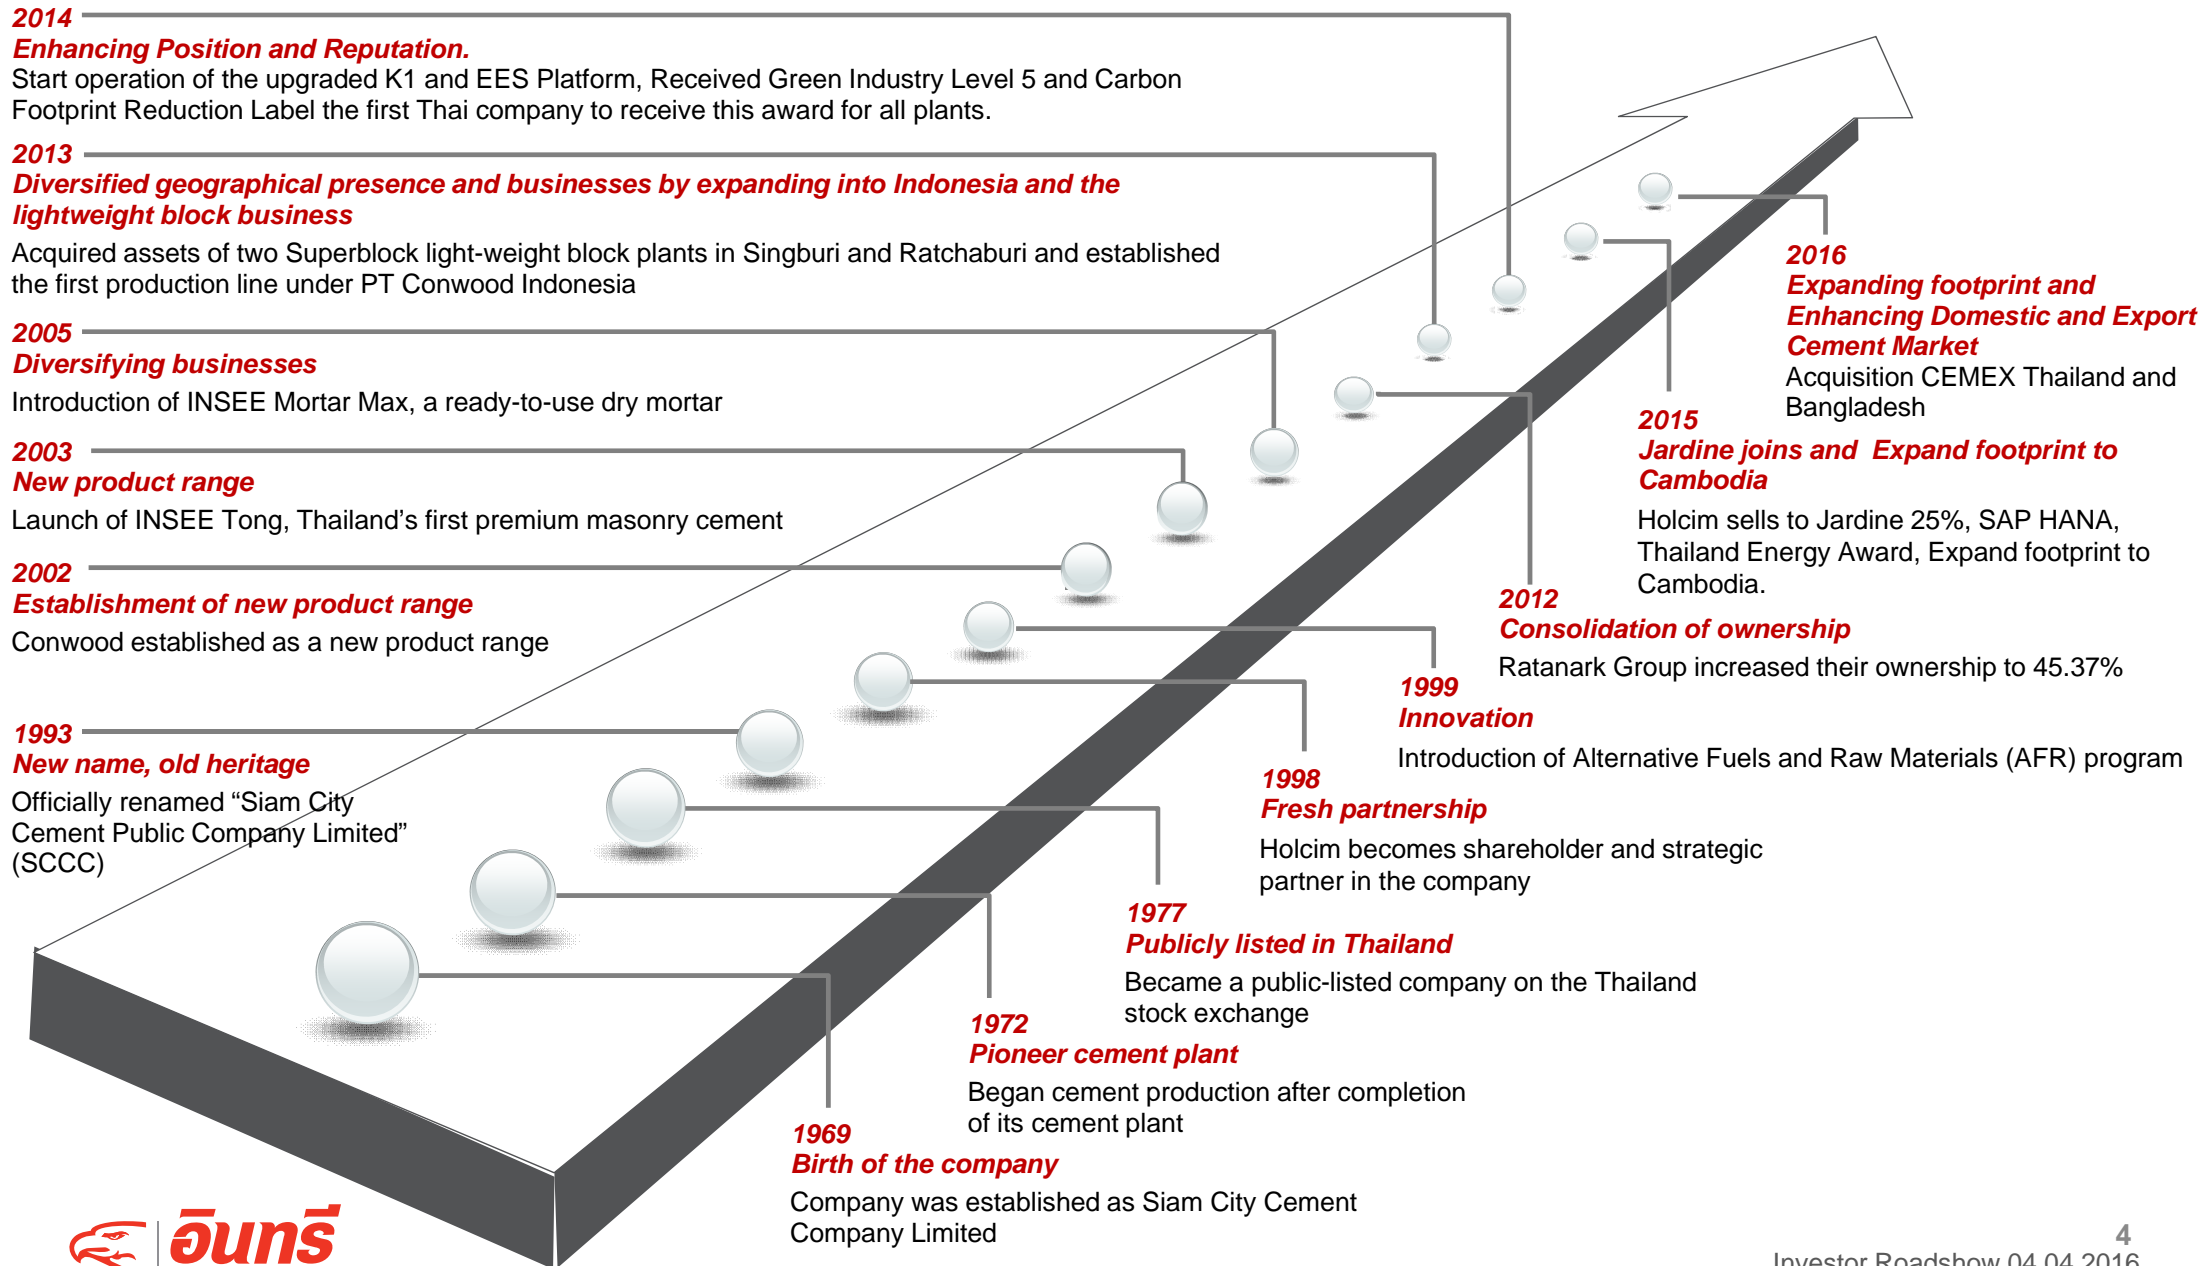 2014
Enhancing Position and Reputation.
Start operation of the upgraded K1 and EES Platform, Received Green Industry Level 5 and Carbon
Footprint Reduction Label the first Thai company to receive this award for all plants.
2013
Diversified geographical presence and businesses by expanding into Indonesia and the
lightweight block business
Acquired assets of two Superblock light-weight block plants in Singburi and Ratchaburi and established
the first production line under PT Conwood Indonesia
2005
Diversifying businesses
Introduction of INSEE Mortar Max, a ready-to-use dry mortar
2003
New product range
Launch of INSEE Tong, Thailand’s first premium masonry cement
2002
Establishment of new product range
Conwood established as a new product range
1993
New name, old heritage
Officially renamed “Siam City
Cement Public Company Limited”
(SCCC)
2016
Expanding footprint and
Enhancing Domestic and Export
Cement Market
Acquisition CEMEX Thailand and
Bangladesh
2015
Jardine joins and Expand footprint to
Cambodia
Holcim sells to Jardine 25%, SAP HANA,
Thailand Energy Award, Expand footprint to
Cambodia.
2012
Consolidation of ownership
Ratanark Group increased their ownership to 45.37%
1999
Innovation
Introduction of Alternative Fuels and Raw Materials (AFR) program
1998
Fresh partnership
Holcim becomes shareholder and strategic
partner in the company
1977
Publicly listed in Thailand
Became a public-listed company on the Thailand
stock exchange
1972
Pioneer cement plant
Began cement production after completion
of its cement plant
1969
Birth of the company
Company was established as Siam City Cement
Company Limited
อินทรี
4
Investor Roadshow 04.04.2016